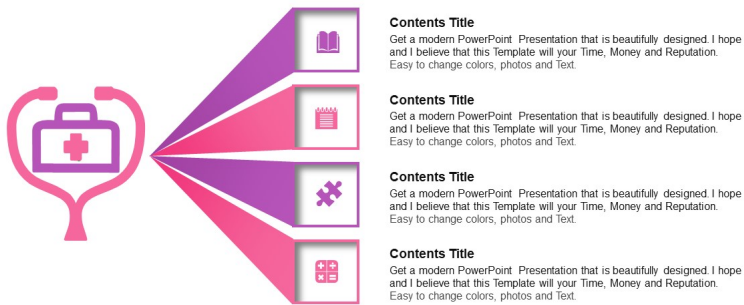 Contents Title
Get a modern PowerPoint Presentation that is beautifully designed. I hope
and I believe that this Template will your Time, Money and Reputation.
Easy to change colors, photos and Text.
Contents Title
Get a modern PowerPoint Presentation that is beautifully designed. I hope
and I believe that this Template will your Time, Money and Reputation.
Easy to change colors, photos and Text.
Contents Title
Get a modern PowerPoint Presentation that is beautifully designed. I hope
and I believe that this Template will your Time, Money and Reputation.
Easy to change colors, photos and Text.
Contents Title
Get a modern PowerPoint Presentation that is beautifully designed. I hope
and I believe that this Template will your Time, Money and Reputation.
Easy to change colors, photos and Text.